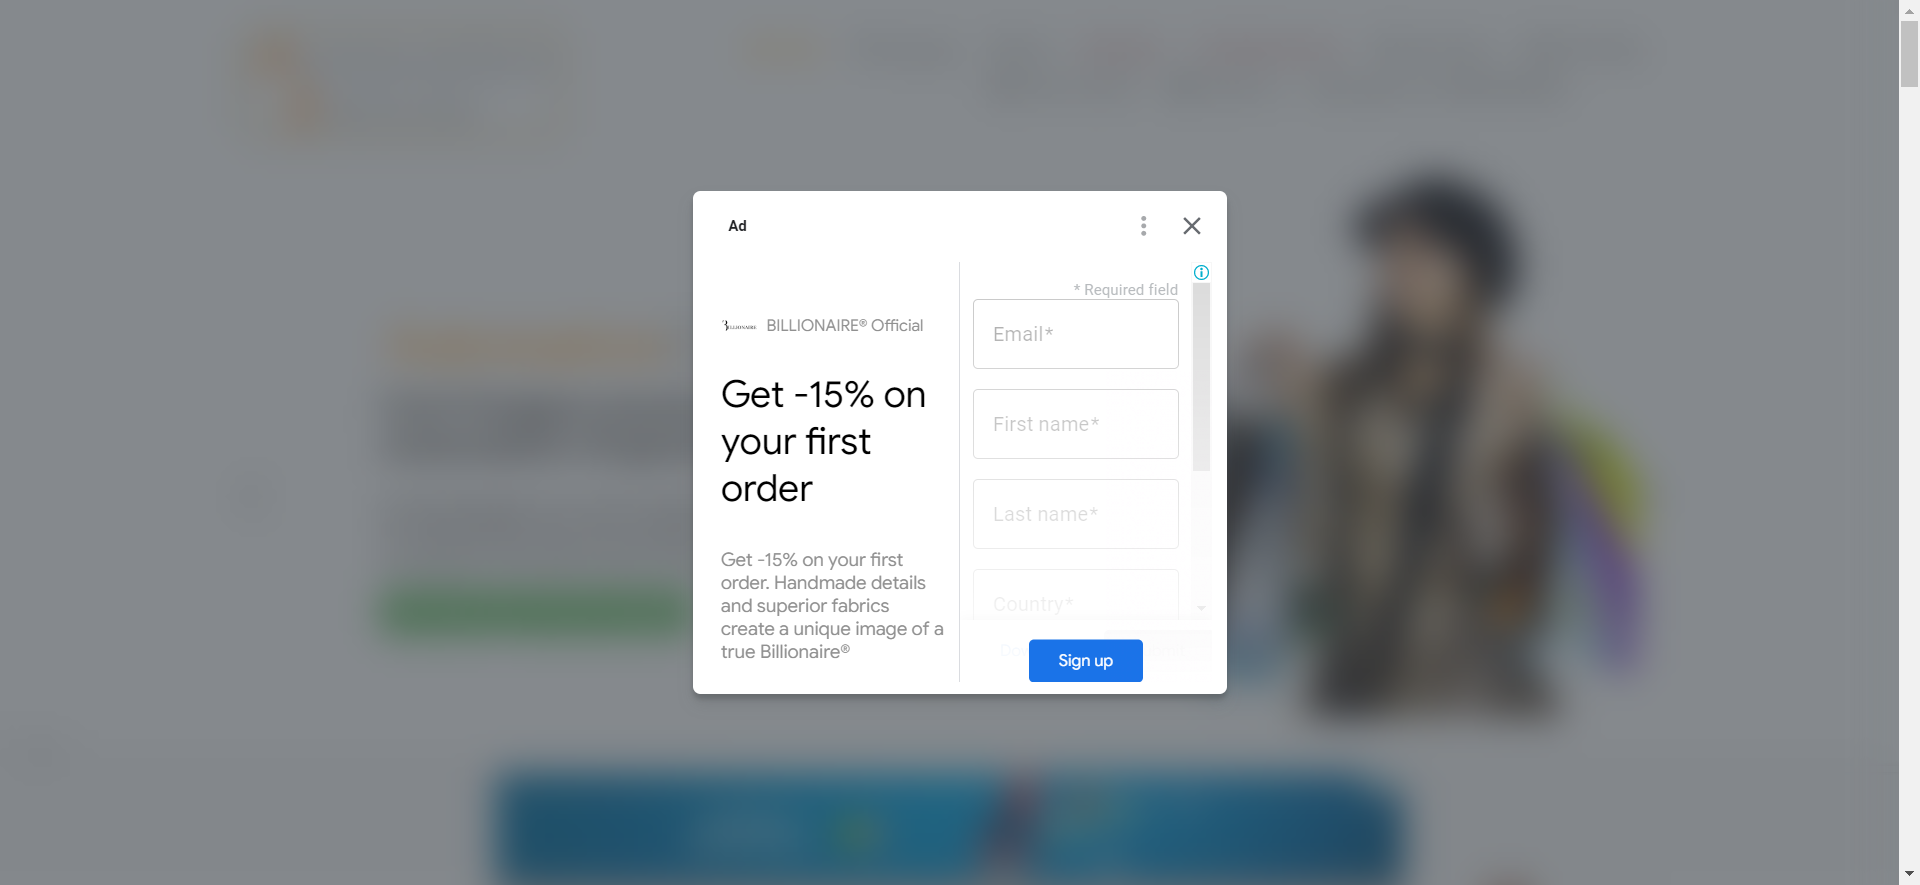 Ad
BILLIONAIRE BILLIONAIRE® Official
Get -15% on
your first
order
Get -15% on your first
order. Handmade details
and superior fabrics
create a unique image of a
true Billionaire®
* Required field
Email*
First name*
Last name*
Country*
Sign up